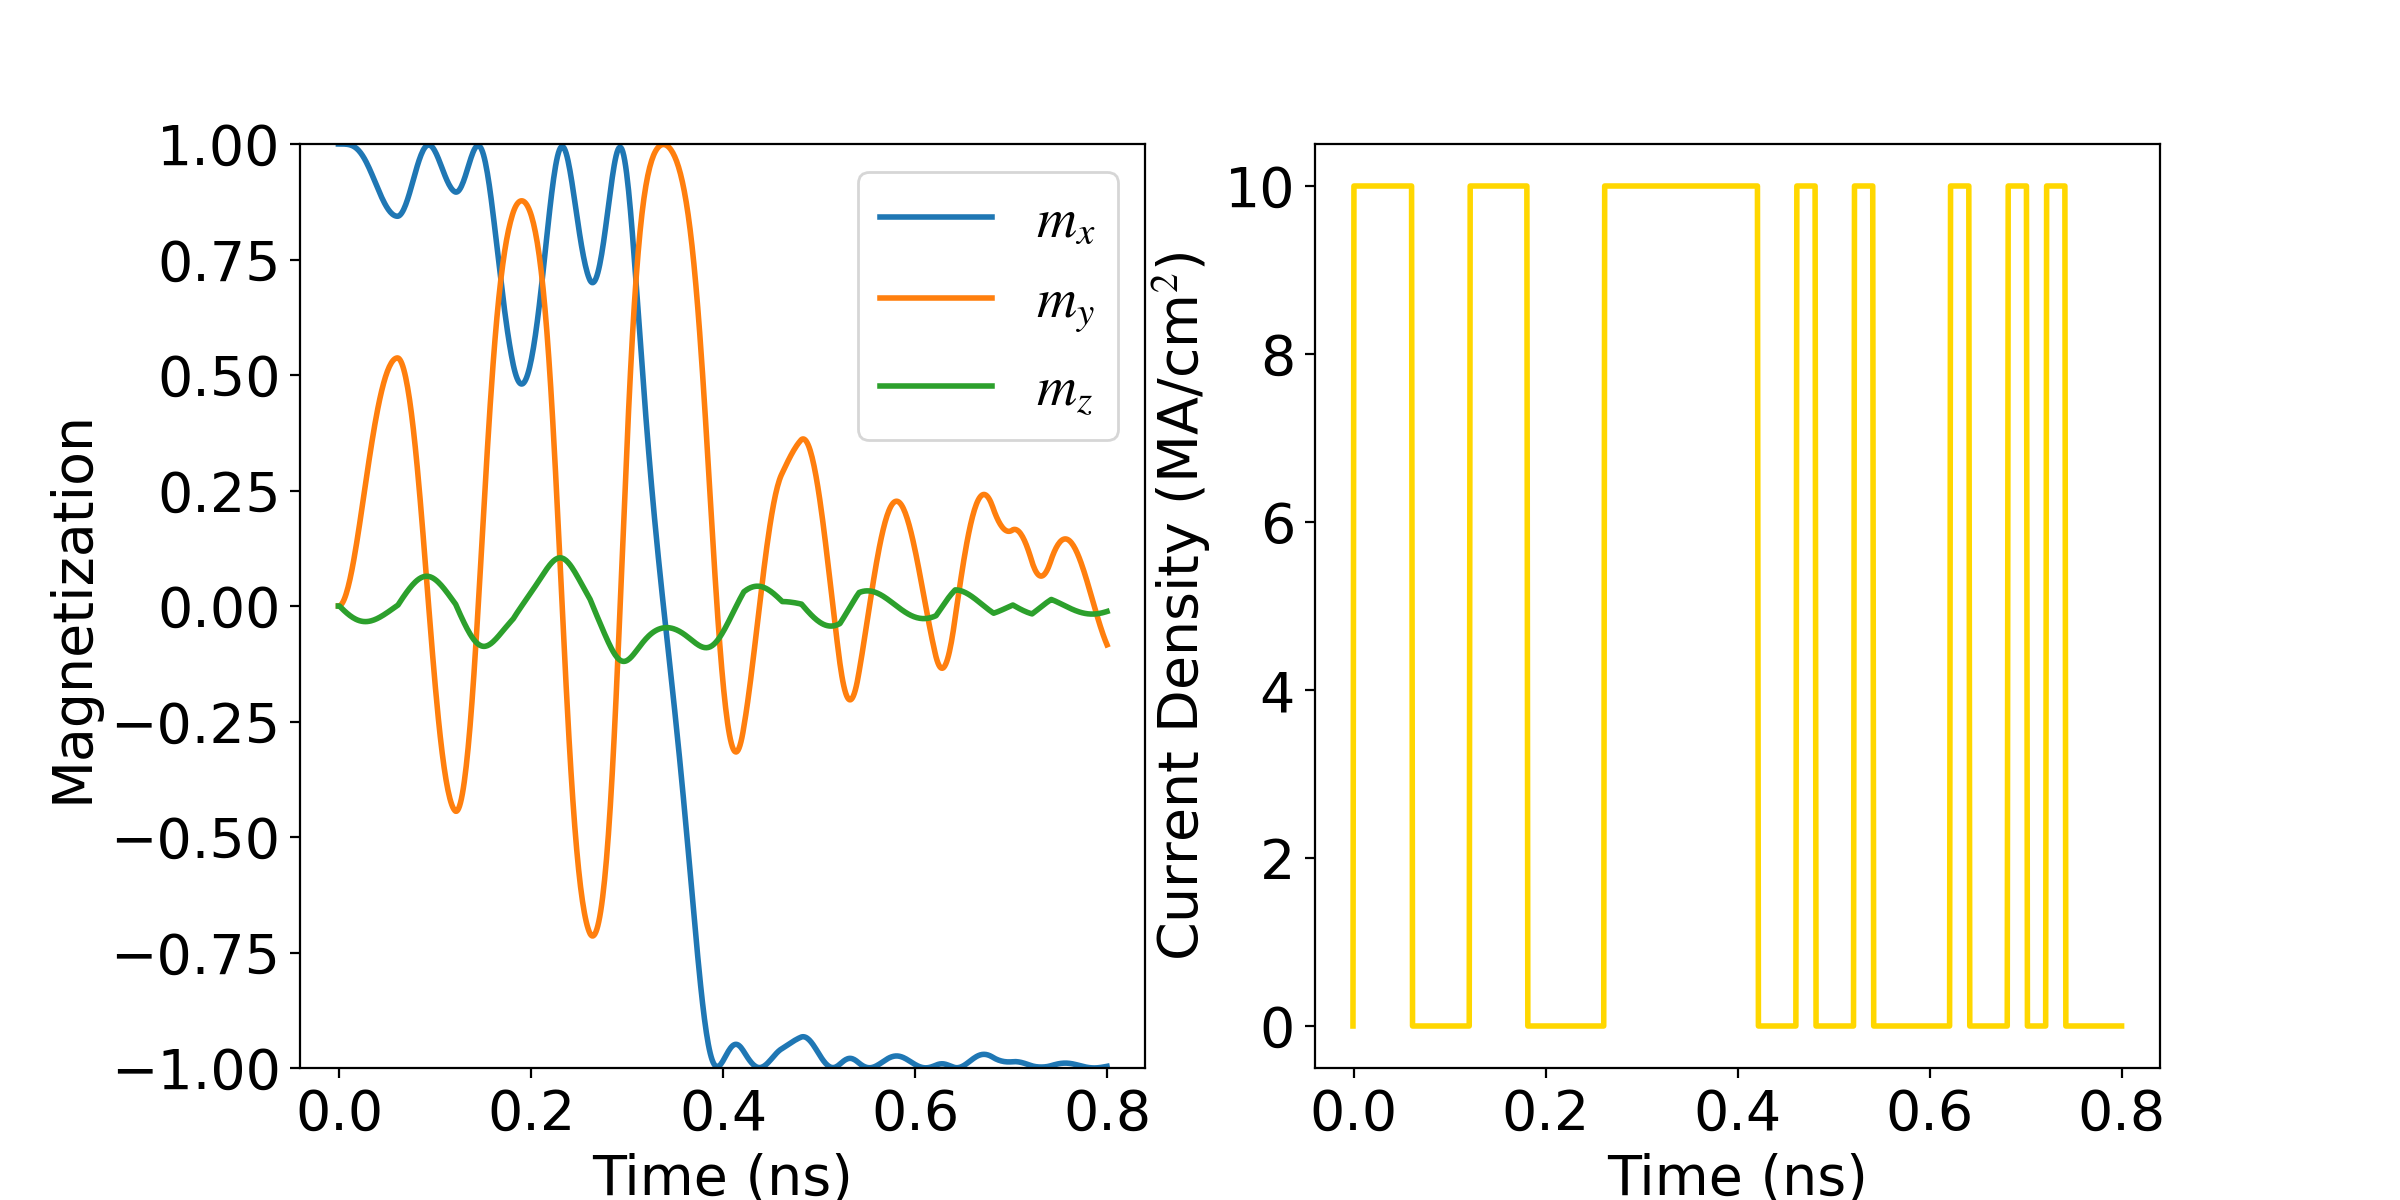 1.00
0.75
0.50
0.25
0.00
−0.25
−0.50
−0.75
−1.00
Magnetization
0.0 0.2 0.4 0.6 0.8
Time (ns)
m_x
m_y
m_z
10
8
6
4
2
0
Current Density (MA/cm²)
0.0 0.2 0.4 0.6 0.8
Time (ns)